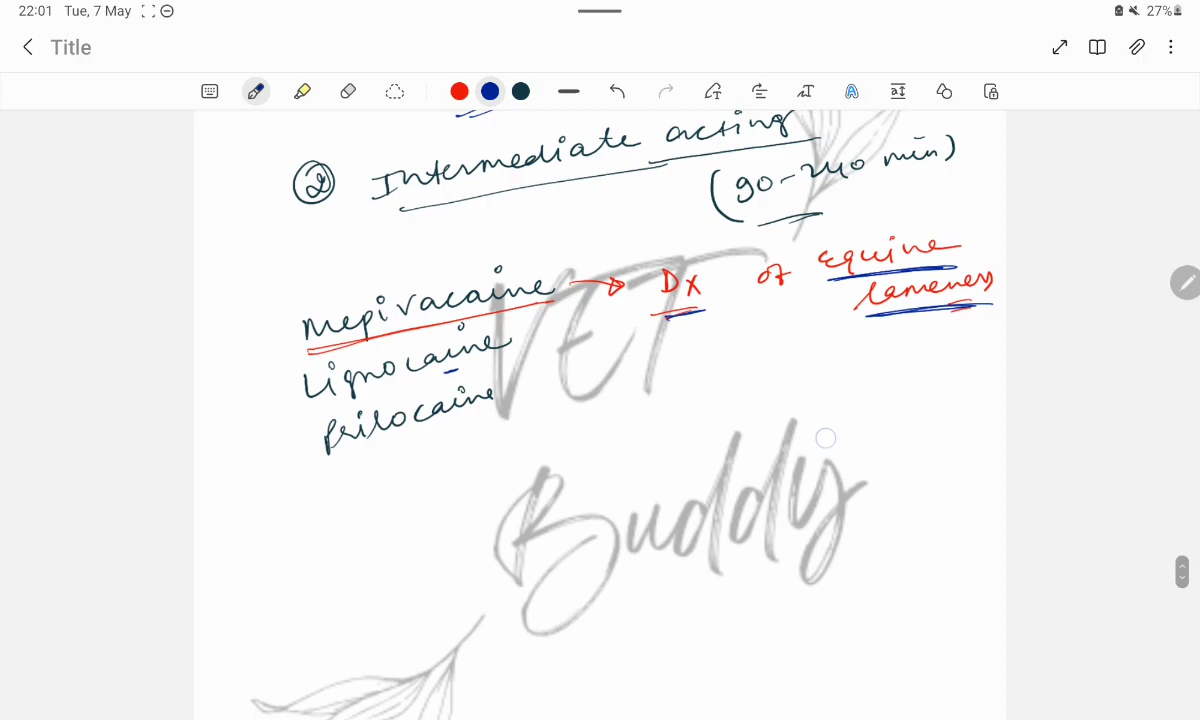 22:01 Tue, 7 May 27%
Title
② Intermediate acting
(90-240 min)
Mepivacaine → Dx of equine
lameness
Lignocaine
Prilocaine
VET
Buddy